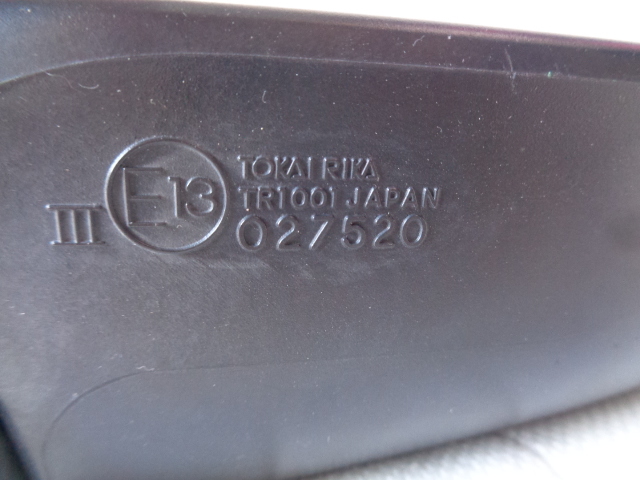 TOKAI RIKA
TR1001 JAPAN
III E13 027520